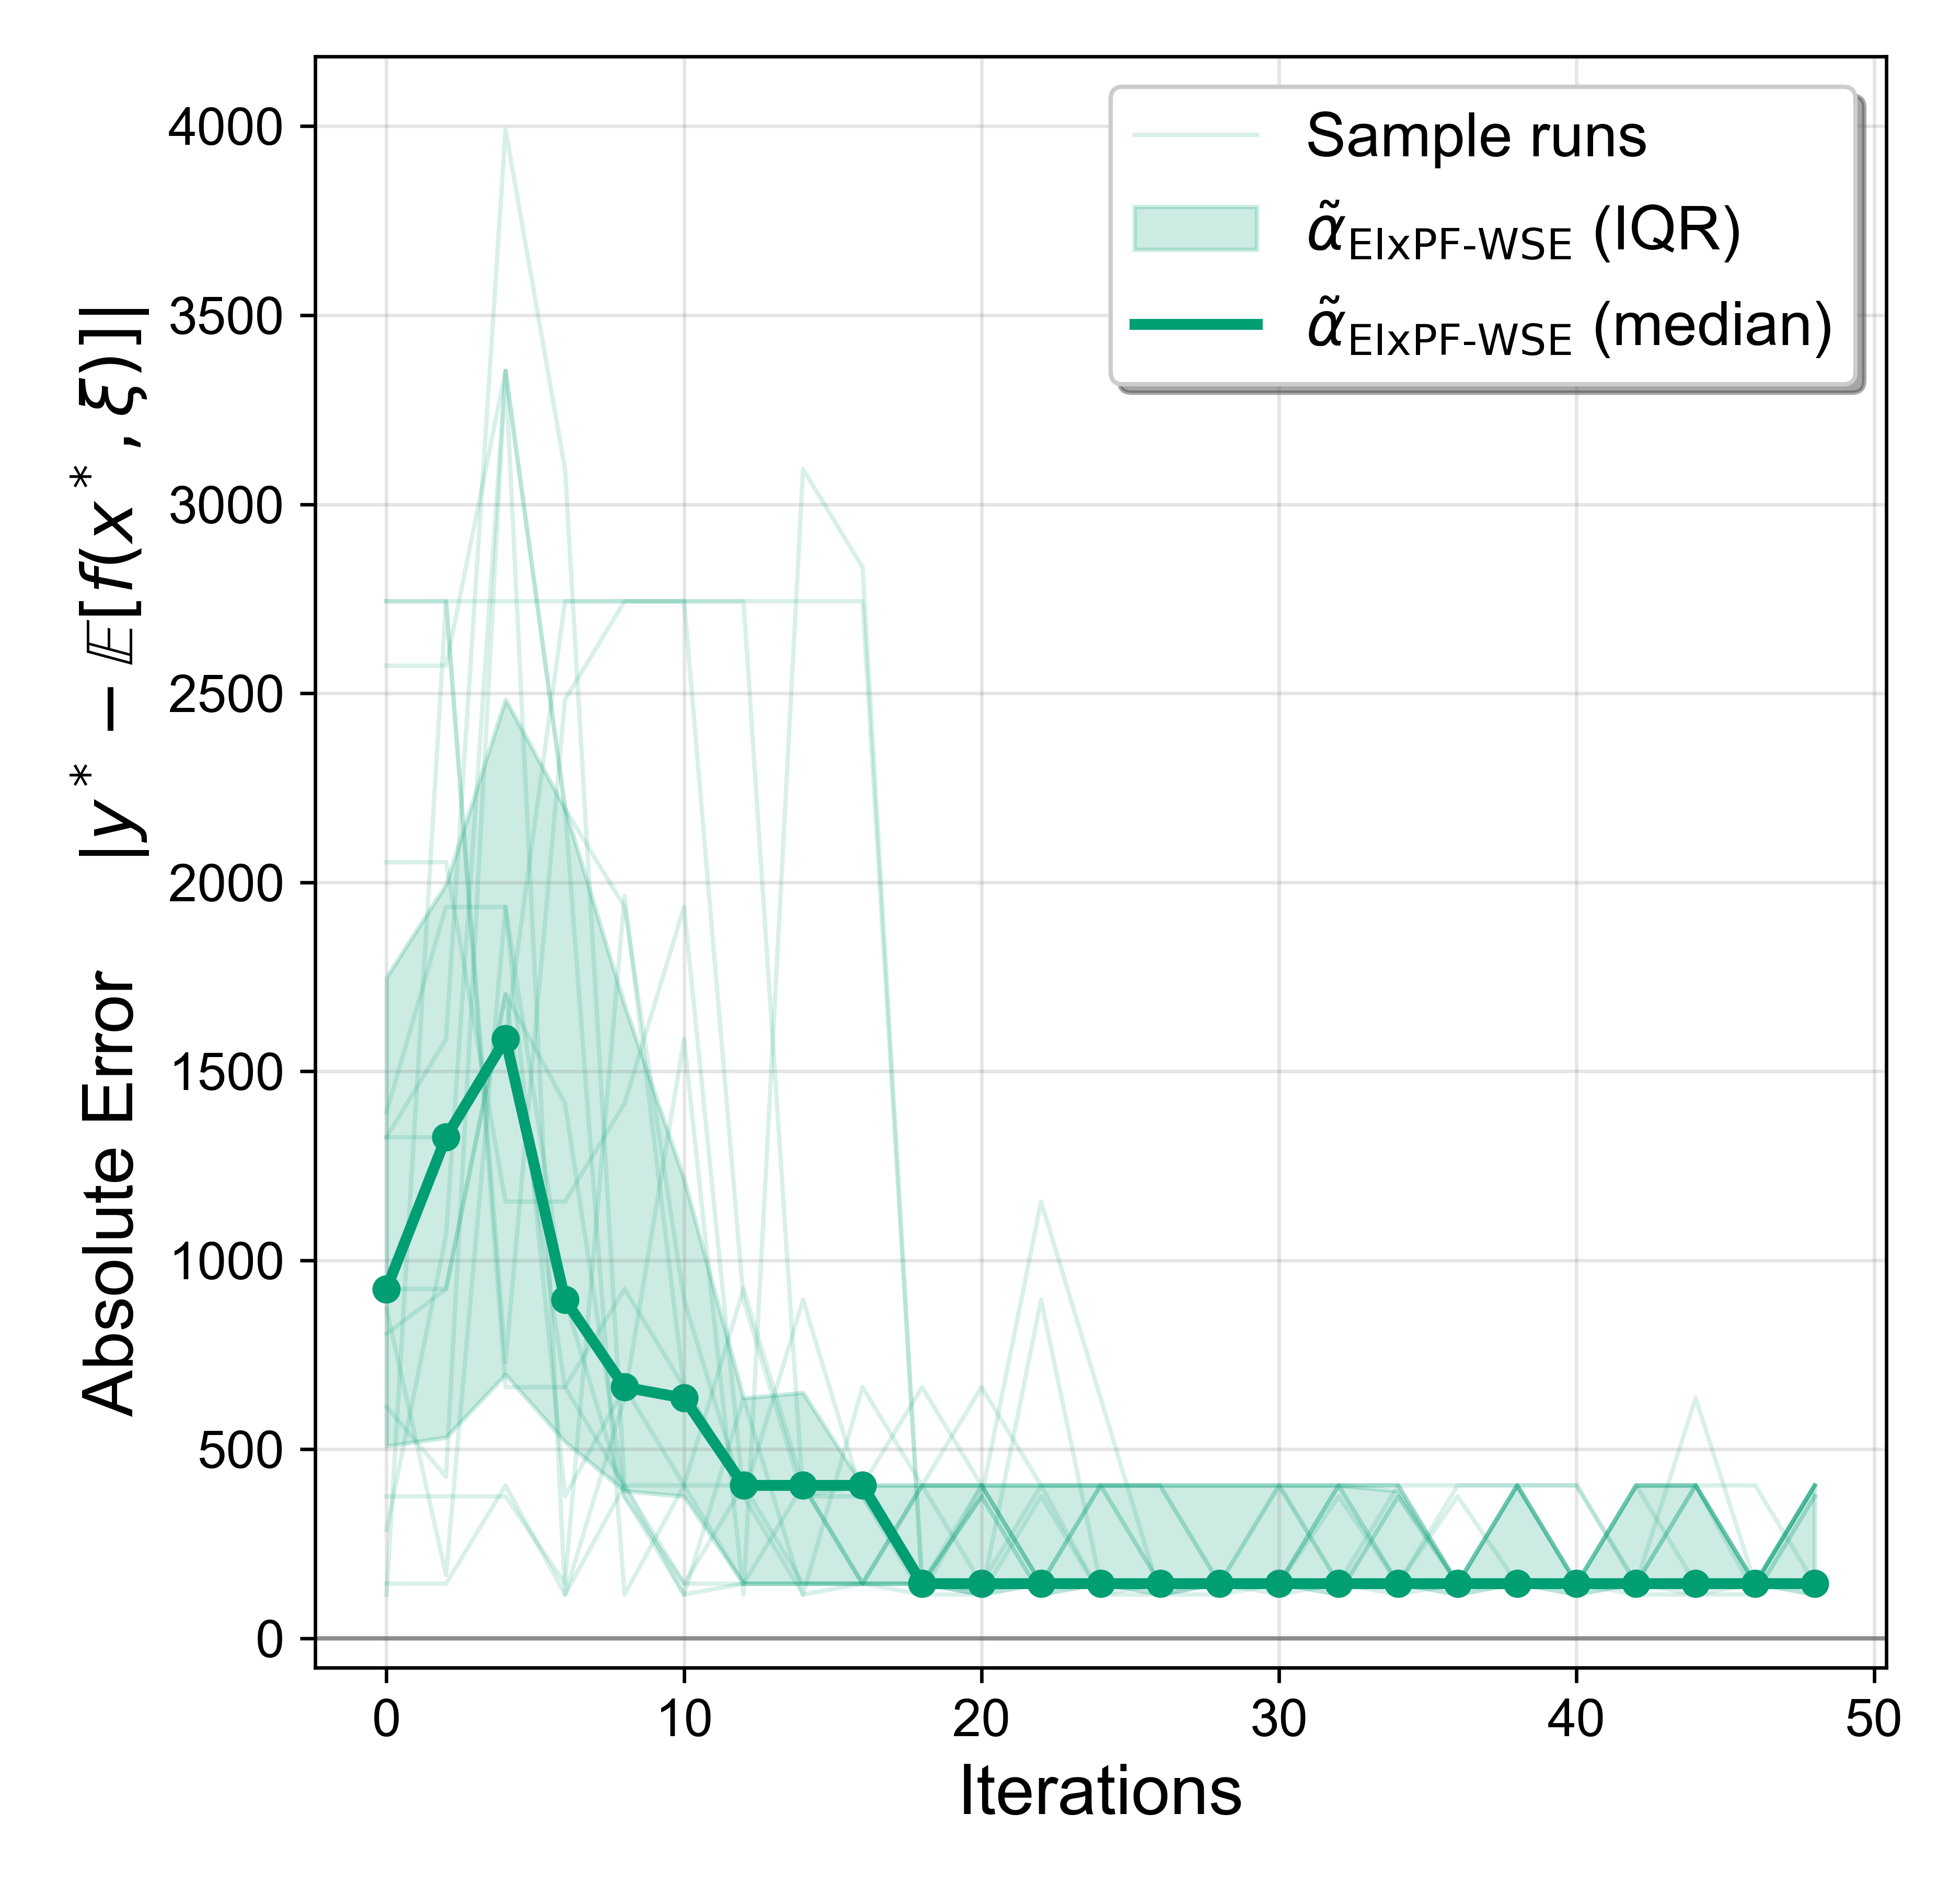 4000
3500
3000
2500
2000
1500
1000
500
0
0 10 20 30 40 50
Iterations
Absolute Error |y* − 𝔼[f(x*, ξ)]|
Sample runs
α̃EIxPF-WSE (IQR)
α̃EIxPF-WSE (median)